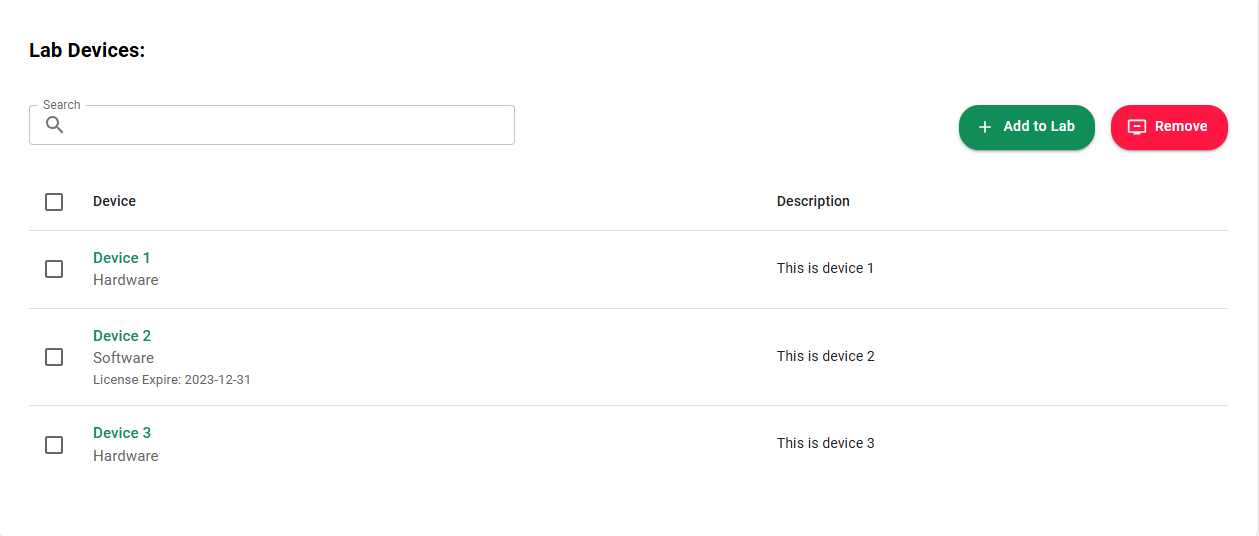 Lab Devices:
Search
Add to Lab
Remove
Device
Description
Device 1
Hardware
This is device 1
Device 2
Software
License Expire: 2023-12-31
This is device 2
Device 3
Hardware
This is device 3